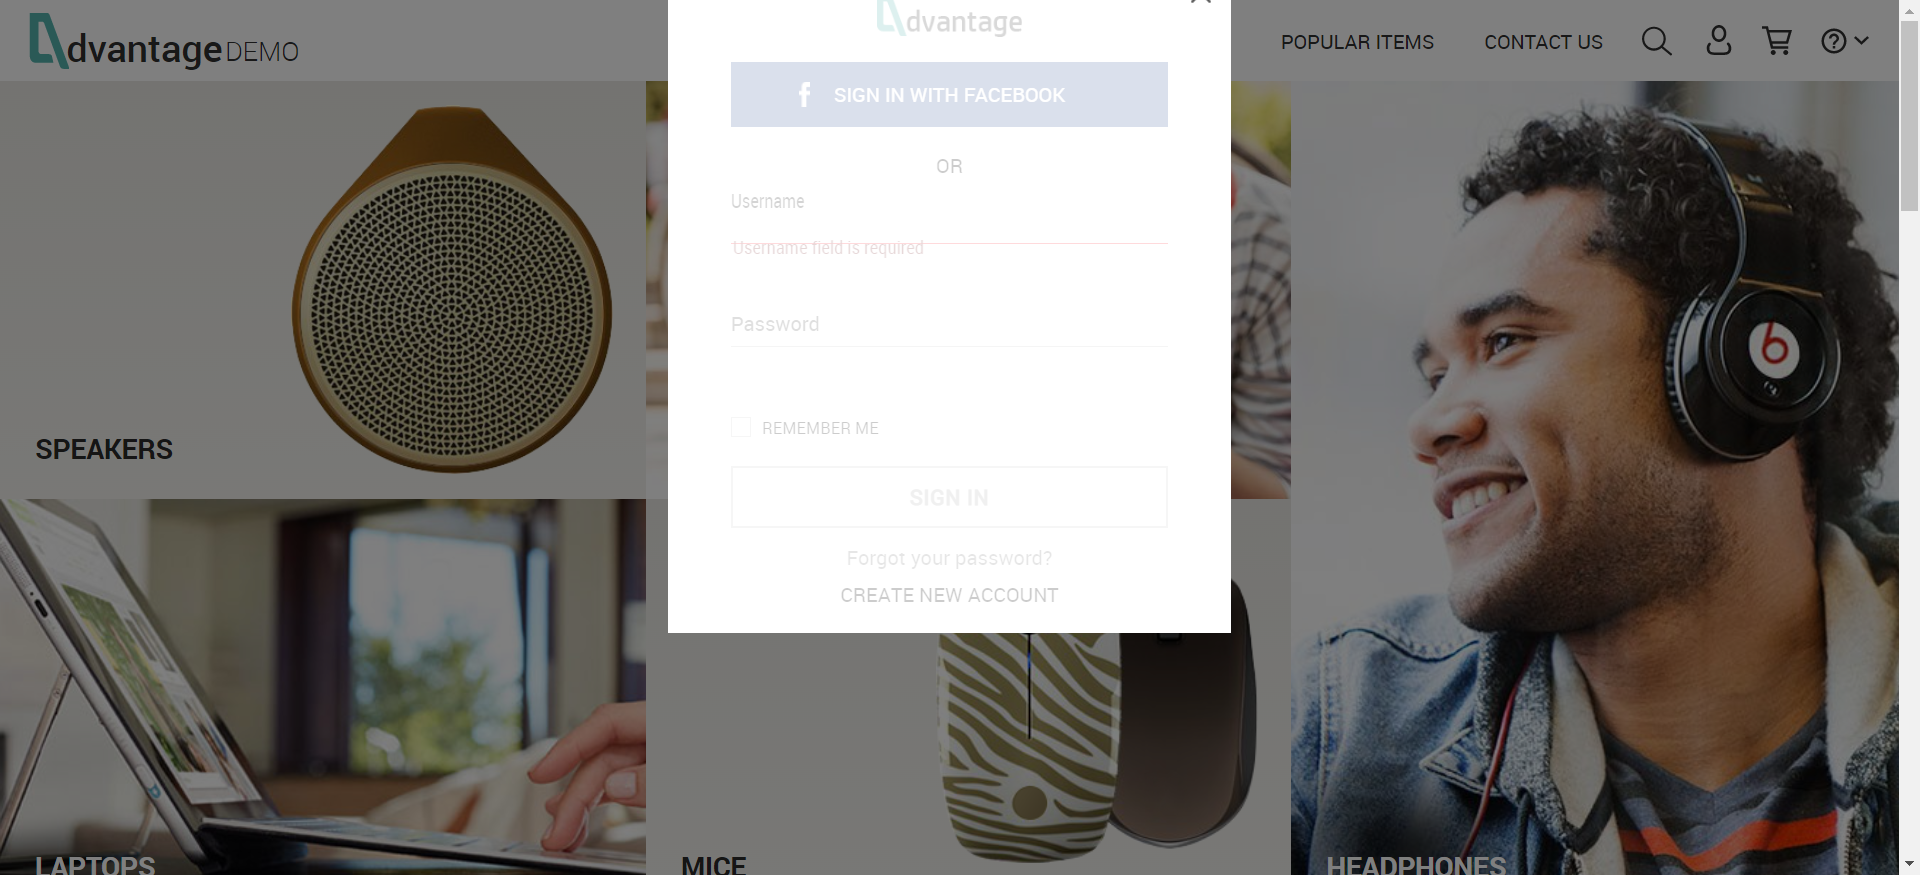 dvantage DEMO
dvantage
POPULAR ITEMS
CONTACT US
SIGN IN WITH FACEBOOK
OR
Username
Username field is required
Password
REMEMBER ME
SIGN IN
Forgot your password?
CREATE NEW ACCOUNT
SPEAKERS
LAPTOPS
MICE
HEADPHONES